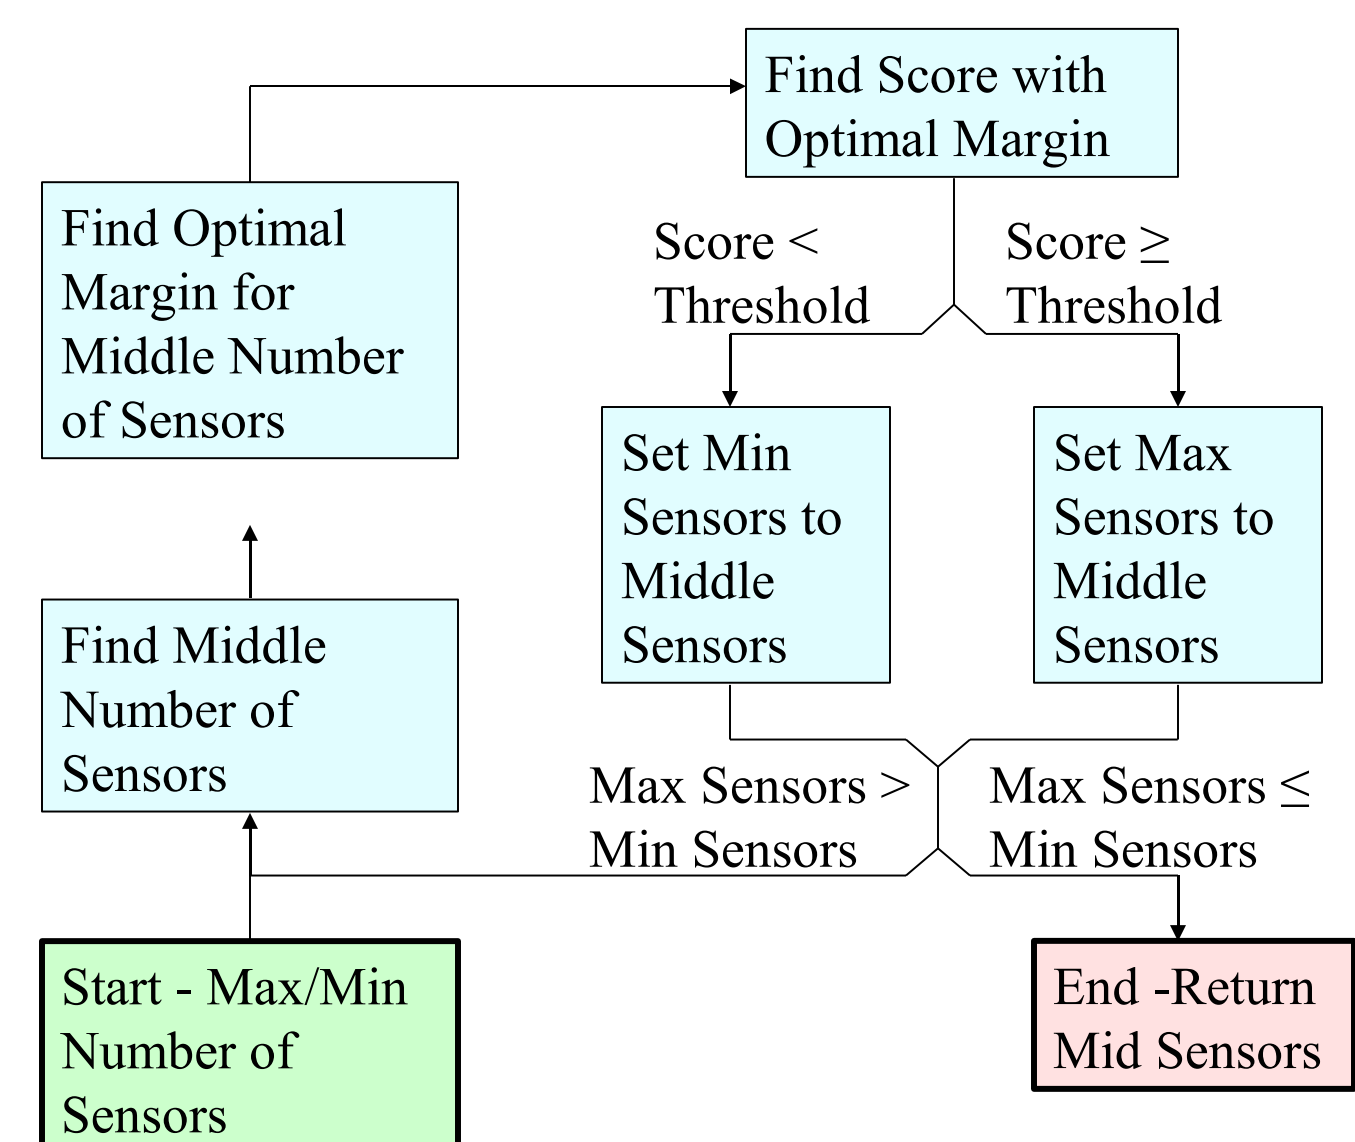 Find Score with
Optimal Margin
Find Optimal
Margin for
Middle Number
of Sensors
Score <
Threshold
Score ≥
Threshold
Set Min
Sensors to
Middle
Sensors
Set Max
Sensors to
Middle
Sensors
Find Middle
Number of
Sensors
Max Sensors >
Min Sensors
Max Sensors ≤
Min Sensors
Start - Max/Min
Number of
Sensors
End -Return
Mid Sensors